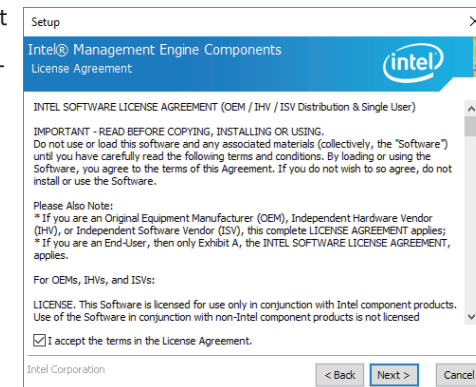 t
-
Setup
Intel® Management Engine Components
License Agreement
intel
INTEL SOFTWARE LICENSE AGREEMENT (OEM / IHV / ISV Distribution & Single User)
IMPORTANT - READ BEFORE COPYING, INSTALLING OR USING.
Do not use or load this software and any associated materials (collectively, the "Software")
until you have carefully read the following terms and conditions. By loading or using the
Software, you agree to the terms of this Agreement. If you do not wish to so agree, do not
install or use the Software.
Please Also Note:
* If you are an Original Equipment Manufacturer (OEM), Independent Hardware Vendor
(IHV), or Independent Software Vendor (ISV), this complete LICENSE AGREEMENT applies;
* If you are an End-User, then only Exhibit A, the INTEL SOFTWARE LICENSE AGREEMENT,
applies.
For OEMs, IHVs, and ISVs:
LICENSE. This Software is licensed for use only in conjunction with Intel component products.
Use of the Software in conjunction with non-Intel component products is not licensed
I accept the terms in the License Agreement.
Intel Corporation
< Back
Next >
Cancel